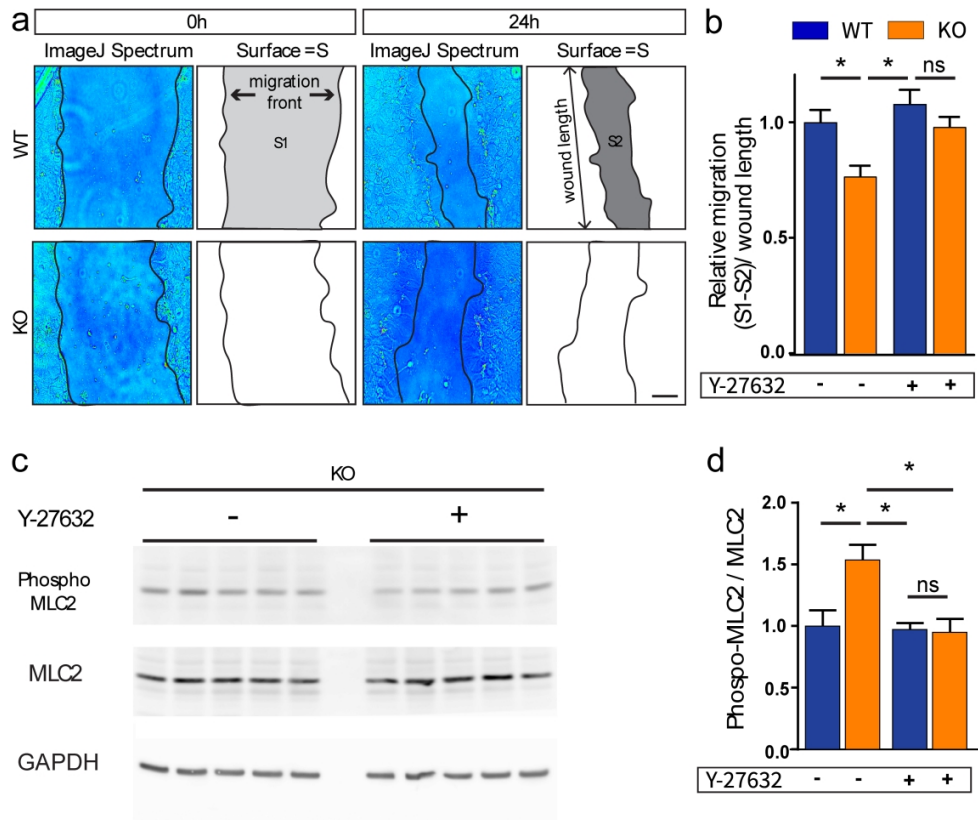 a
0h
24h
ImageJ Spectrum
Surface =S
ImageJ Spectrum
Surface =S
WT
migration
front
S1
wound length
S2
KO
b
WT
KO
*
*
ns
Relative migration
(S1-S2)/ wound length
1.0
0.5
0.0
Y-27632
-
-
+
+
c
KO
Y-27632
-
+
Phospho
MLC2
MLC2
GAPDH
d
*
*
*
ns
Phospo-MLC2 / MLC2
2.0
1.5
1.0
0.5
0.0
Y-27632
-
-
+
+